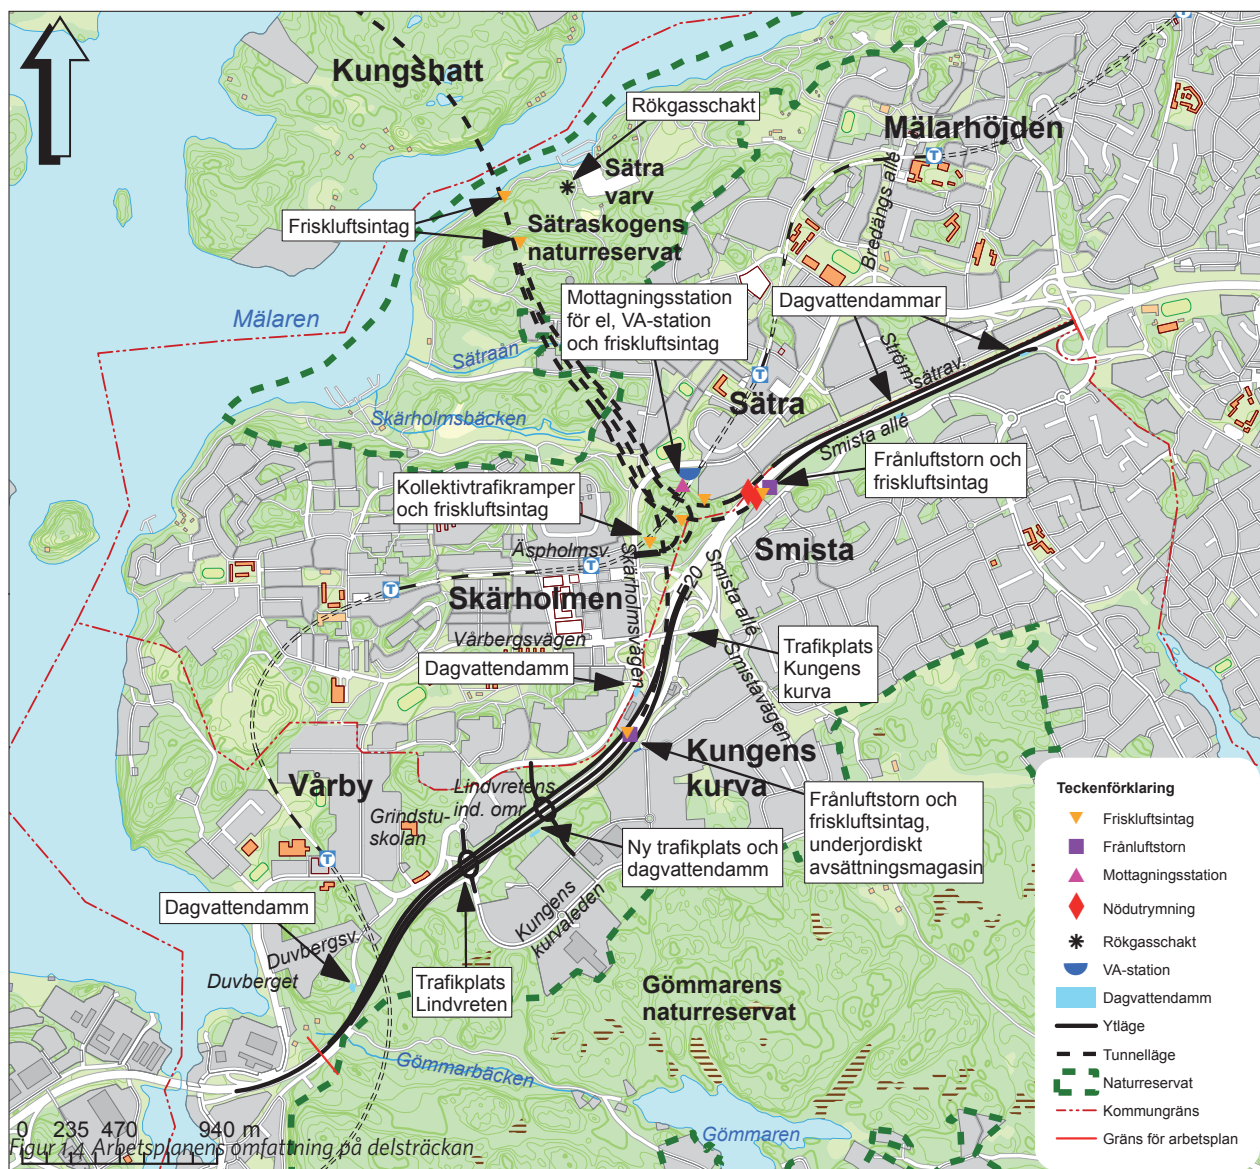 Kungshatt
Rökgasschakt
Mälarhöjden
T
Sätra
varv
Bredängs allé
Friskluftsintag
Sätraskogens
naturreservat
Mottagningsstation
för el, VA-station
och friskluftsintag
Dagvattendammar
Mälaren
Sätraån
Ström-
sätrav.
T
Sätra
Skärholmsbäcken
Smista allé
Frånluftstorn och
friskluftsintag
Kollektivtrafikramper
och friskluftsintag
Äspholmsv.
T
Smista
Skärholmsvägen
Smista allé
E20
T
Skärholmen
Vårbergsvägen
Dagvattendamm
Trafikplats
Kungens
kurva
Smistavägen
Kungens
kurva
Vårby
Lindvretens
ind. omr
Grindstu-
skolan
Frånluftstorn och
friskluftsintag,
underjordiskt
avsättningsmagasin
Ny trafikplats och
dagvattendamm
T
Dagvattendamm
Kungens
kurvaleden
Duvbergsv.
Duvberget
Trafikplats
Lindvreten
Gömmarens
naturreservat
Gömmarbäcken
Gömmaren
Teckenförklaring
Friskluftsintag
Frånluftstorn
Mottagningsstation
Nödutrymning
Rökgasschakt
VA-station
Dagvattendamm
Ytläge
Tunnelläge
Naturreservat
Kommungräns
Gräns för arbetsplan
0 235 470 940 m
Figur 1.4 Arbetsplanens omfattning på delsträckan